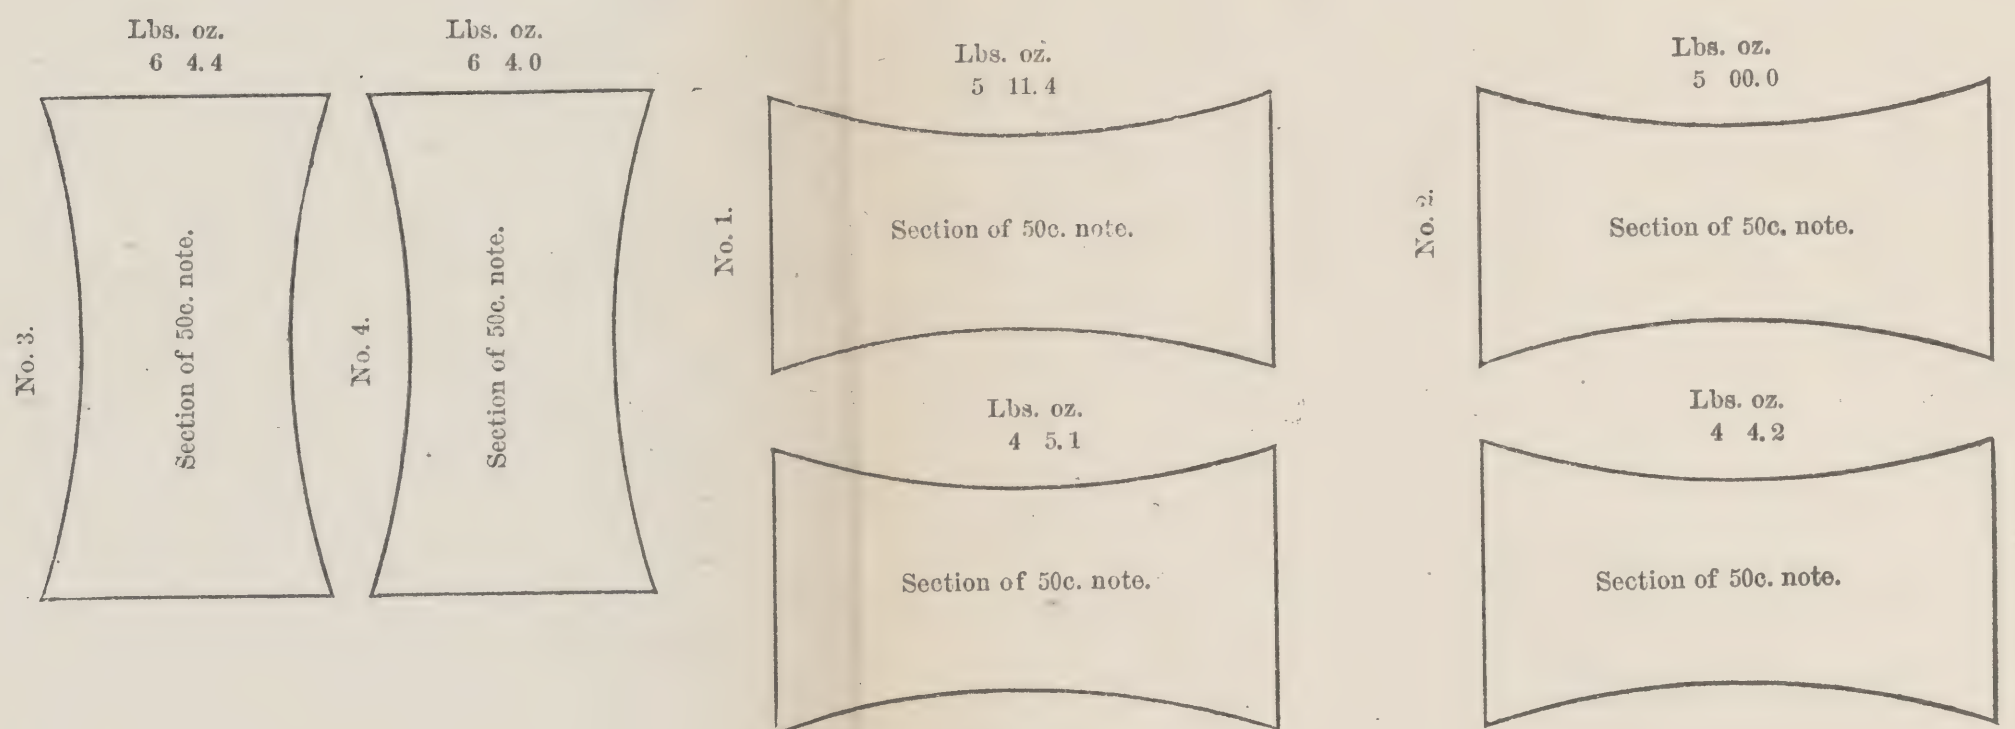 Lbs. oz.
6 4.4
No. 3.
Section of 50c. note.
Lbs. oz.
6 4.0
No. 4.
Section of 50c. note.
Lbs. oz.
5 11.4
No. 1.
Section of 50c. note.
Lbs. oz.
4 5.1
Section of 50c. note.
Lbs. oz.
5 00.0
No. 2.
Section of 50c. note.
Lbs. oz.
4 4.2
Section of 50c. note.